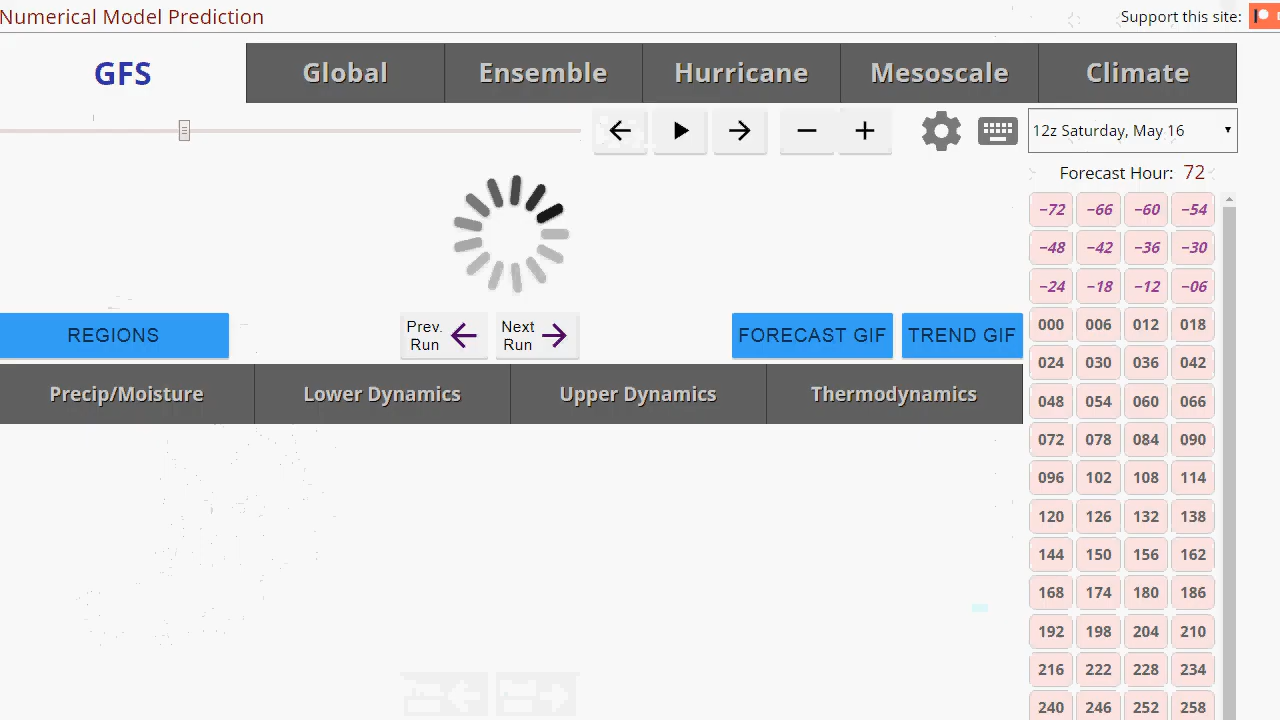 Numerical Model Prediction
Support this site:
GFS
Global
Ensemble
Hurricane
Mesoscale
Climate
12z Saturday, May 16
Forecast Hour: 72
−72 −66 −60 −54
−48 −42 −36 −30
−24 −18 −12 −06
000 006 012 018
024 030 036 042
048 054 060 066
072 078 084 090
096 102 108 114
120 126 132 138
144 150 156 162
168 174 180 186
192 198 204 210
216 222 228 234
240 246 252 258
REGIONS
Prev.
Run
Next
Run
FORECAST GIF
TREND GIF
Precip/Moisture
Lower Dynamics
Upper Dynamics
Thermodynamics